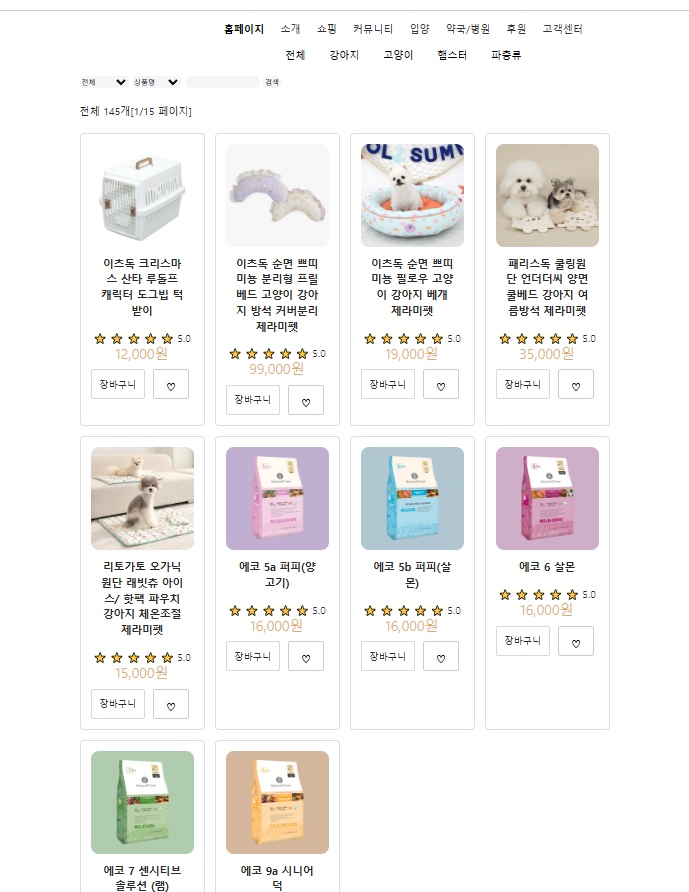 홈페이지 소개 쇼핑 커뮤니티 입양 약국/병원 후원 고객센터
전체 강아지 고양이 햄스터 파충류
전체 상품명 검색
전체 145개[1/15 페이지]
OLZ SUMM
이츠독 크리스마
스 산타 루돌프
캐릭터 도그빕 턱
받이
5.0
12,000원
장바구니 ♡
이츠독 순면 쁘띠
미뇽 분리형 프릴
베드 고양이 강아
지 방석 커버분리
제라미펫
5.0
99,000원
장바구니 ♡
이츠독 순면 쁘띠
미뇽 필로우 고양
이 강아지 베개
제라미펫
5.0
19,000원
장바구니 ♡
패리스독 쿨링원
단 언더더씨 양면
쿨베드 강아지 여
름방석 제라미펫
5.0
35,000원
장바구니 ♡
리토가토 오가닉
원단 래빗츄 아이
스/ 핫팩 파우치
강아지 체온조절
제라미펫
5.0
15,000원
장바구니 ♡
에코 5a 퍼피(양
고기)
5.0
16,000원
장바구니 ♡
에코 5b 퍼피(살
몬)
5.0
16,000원
장바구니 ♡
에코 6 살몬
5.0
16,000원
장바구니 ♡
에코 7 센시티브
솔루션 (램)
에코 9a 시니어
덕